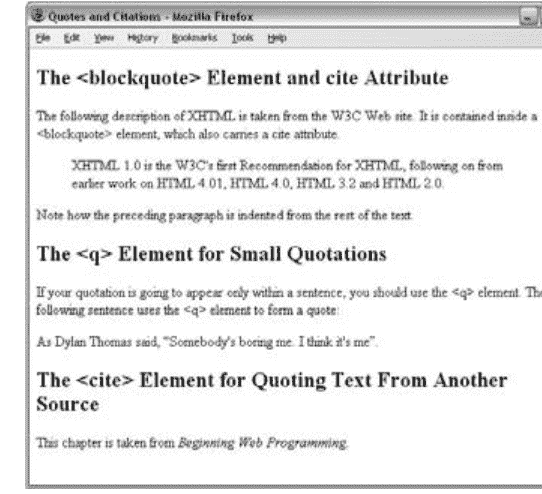 Quotes and Citations - Mozilla Firefox
File Edit View History Bookmarks Tools Help
The <blockquote> Element and cite Attribute
The following description of XHTML is taken from the W3C Web site. It is contained inside a
<blockquote> element, which also carries a cite attribute.
XHTML 1.0 is the W3C's first Recommendation for XHTML, following on from
earlier work on HTML 4.01, HTML 4.0, HTML 3.2 and HTML 2.0.
Note how the preceding paragraph is indented from the rest of the text.
The <q> Element for Small Quotations
If your quotation is going to appear only within a sentence, you should use the <q> element. The
following sentence uses the <q> element to form a quote:
As Dylan Thomas said, "Somebody's boring me. I think it's me".
The <cite> Element for Quoting Text From Another
Source
This chapter is taken from Beginning Web Programming.